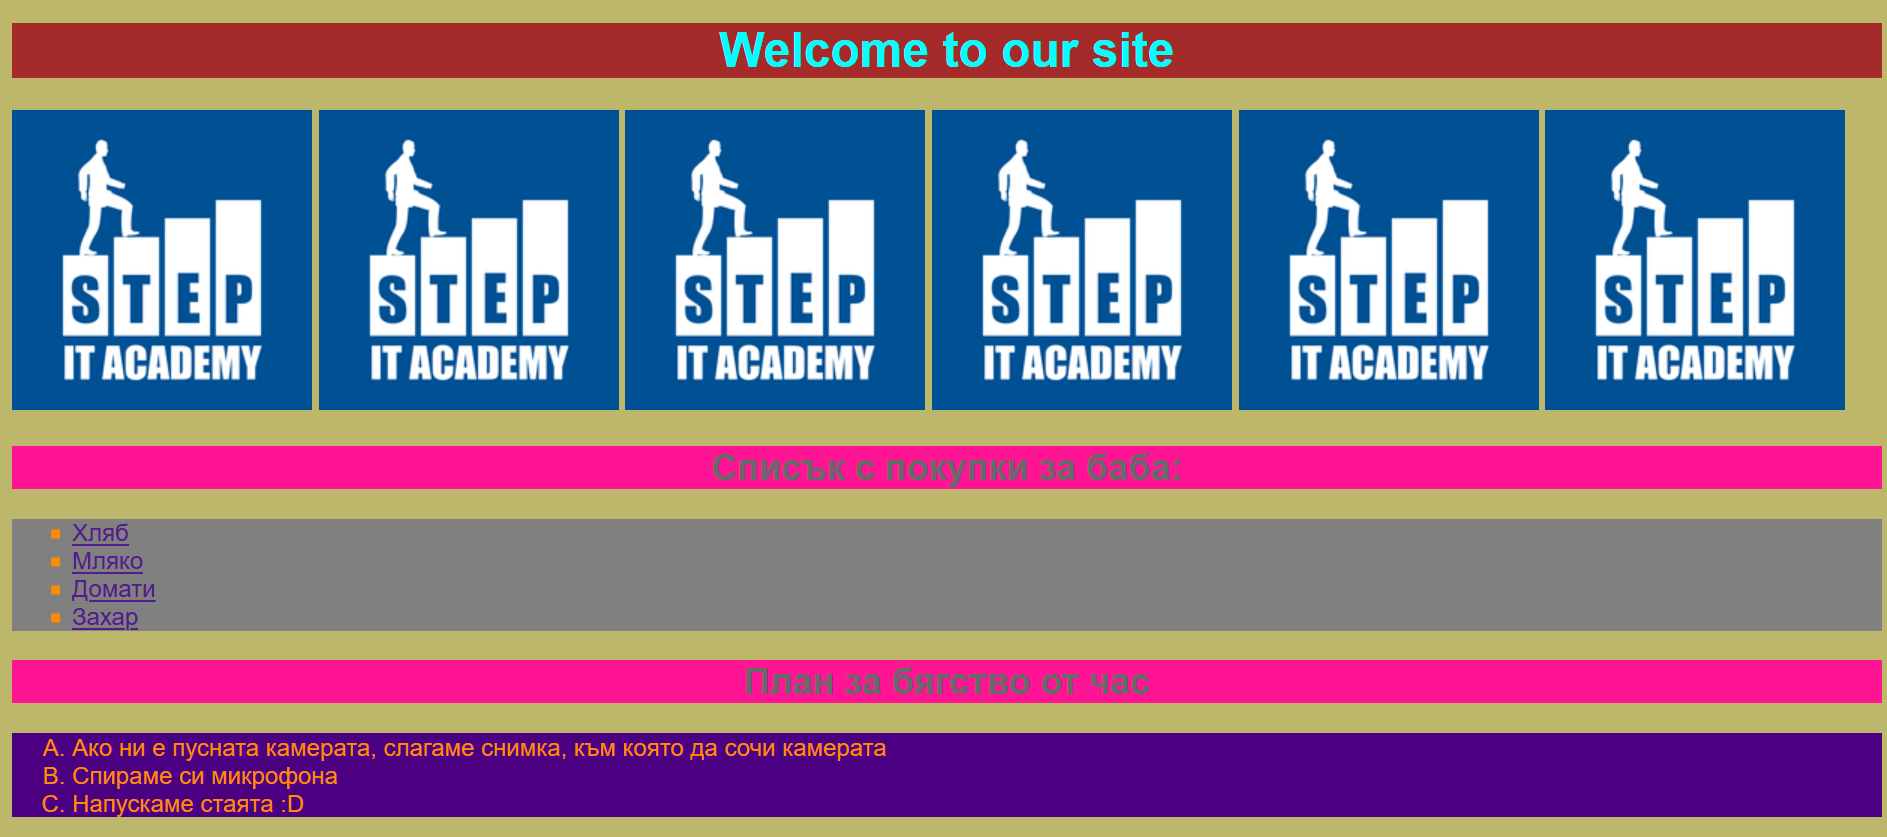 Welcome to our site
STEP STEP STEP STEP STEP STEP
IT ACADEMY IT ACADEMY IT ACADEMY IT ACADEMY IT ACADEMY IT ACADEMY
Списък с покупки за баба:
Хляб
Мляко
Домати
Захар
План за бягство от час
A. Ако ни е пусната камерата, слагаме снимка, към която да сочи камерата
B. Спираме си микрофона
C. Напускаме стаята :D